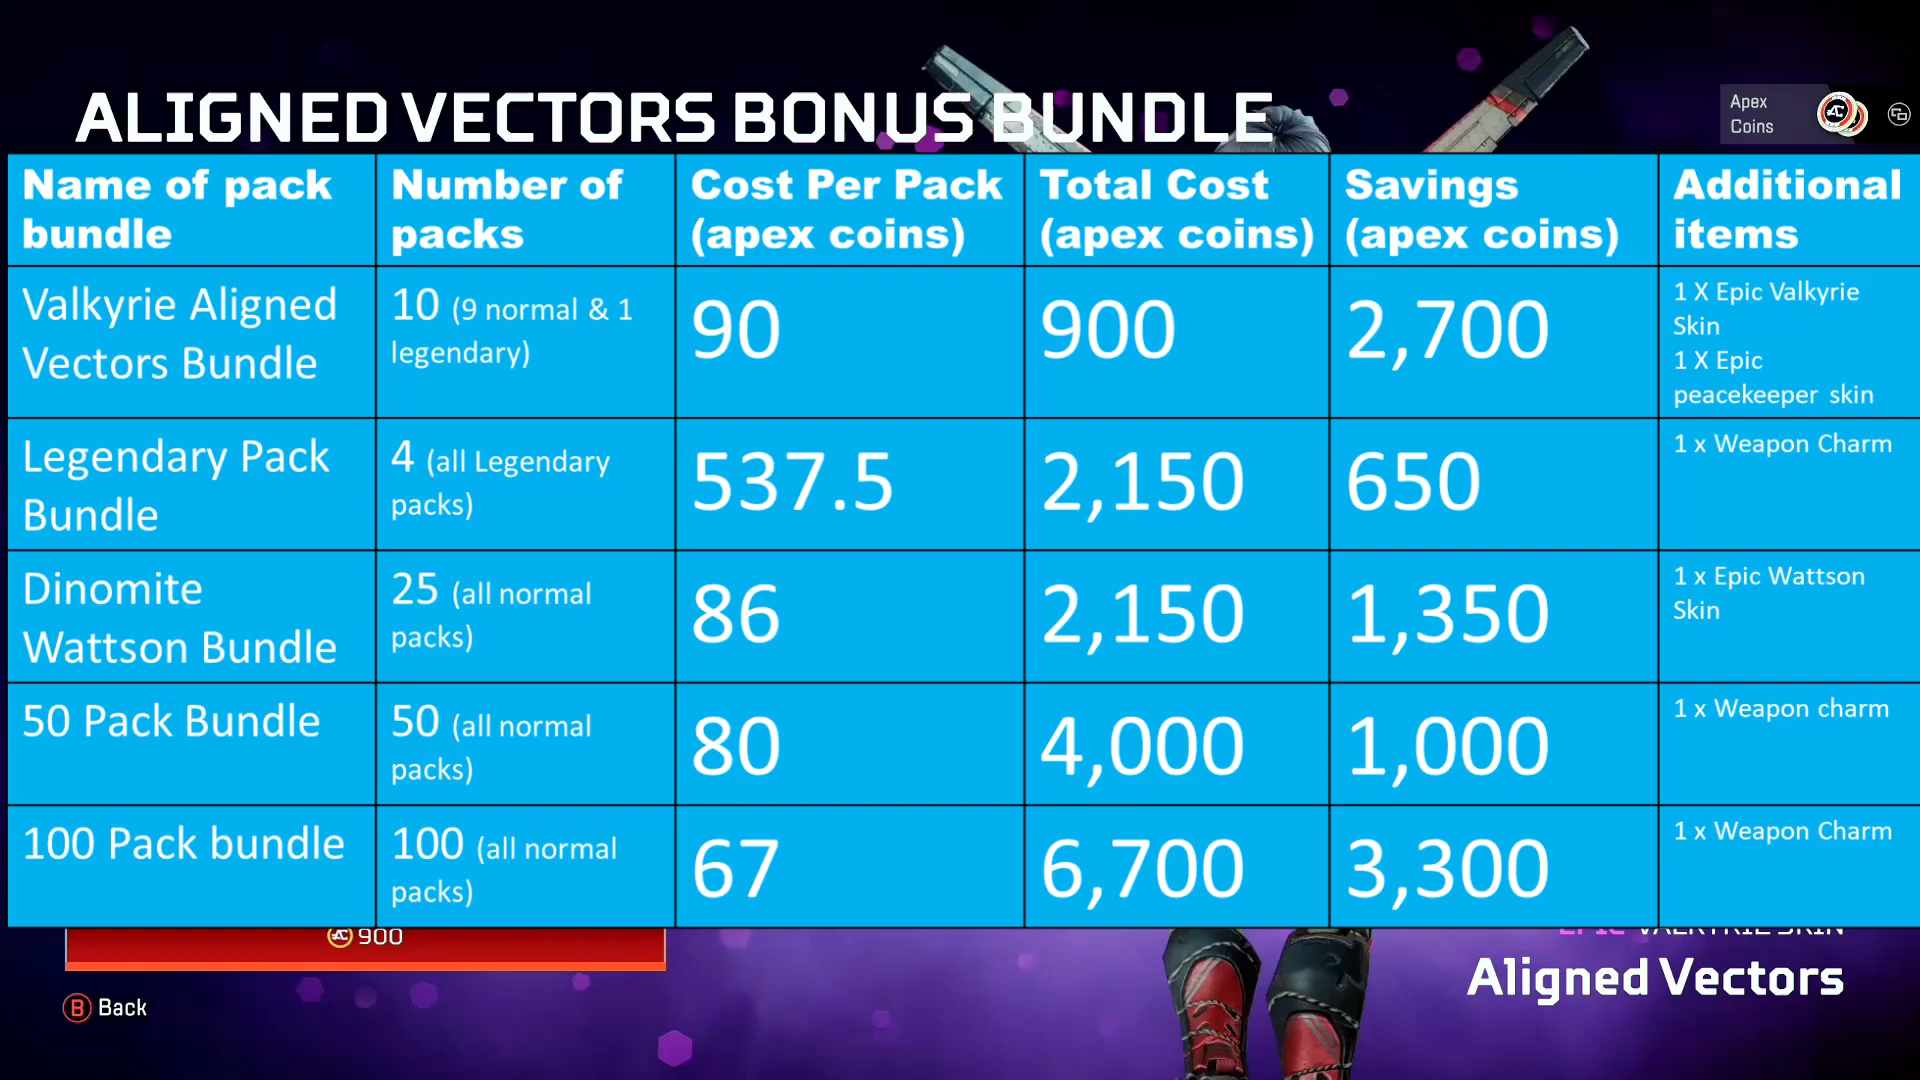 ALIGNED VECTORS BONUS BUNDLE
Apex
Coins
Name of pack
bundle
Number of
packs
Cost Per Pack
(apex coins)
Total Cost
(apex coins)
Savings
(apex coins)
Additional
items
Valkyrie Aligned
Vectors Bundle
10 (9 normal & 1
legendary)
90
900
2,700
1 X Epic Valkyrie
Skin
1 X Epic
peacekeeper skin
Legendary Pack
Bundle
4 (all Legendary
packs)
537.5
2,150
650
1 x Weapon Charm
Dinomite
Wattson Bundle
25 (all normal
packs)
86
2,150
1,350
1 x Epic Wattson
Skin
50 Pack Bundle
50 (all normal
packs)
80
4,000
1,000
1 x Weapon charm
100 Pack bundle
100 (all normal
packs)
67
6,700
3,300
1 x Weapon Charm
900
EPIC VALKYRIE SKIN
Aligned Vectors
B Back